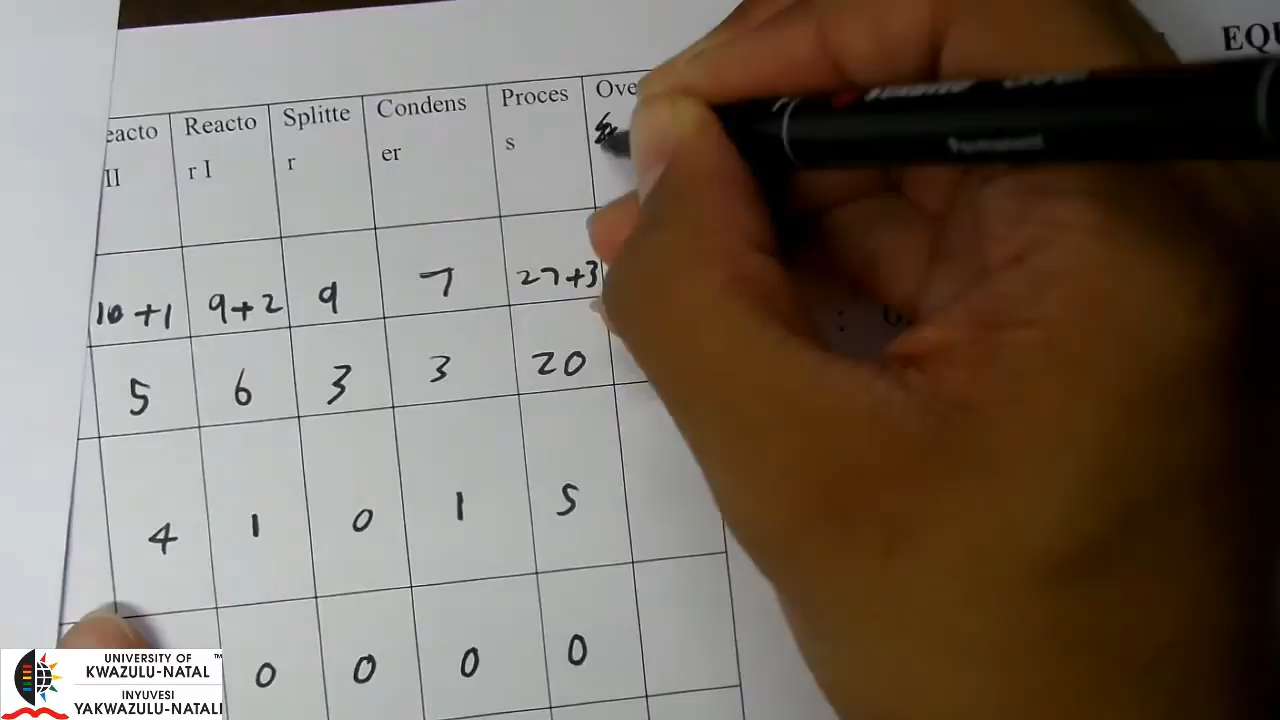 EQU
eacto Reacto Splitte Condens Proces Ove
II r I r er s
10+1 9+2 9 7 27+3
5 6 3 3 20
4 1 0 1 5
0 0 0 0
Permanent
UNIVERSITY OF
KWAZULU-NATAL ™
INYUVESI
YAKWAZULU-NATALI